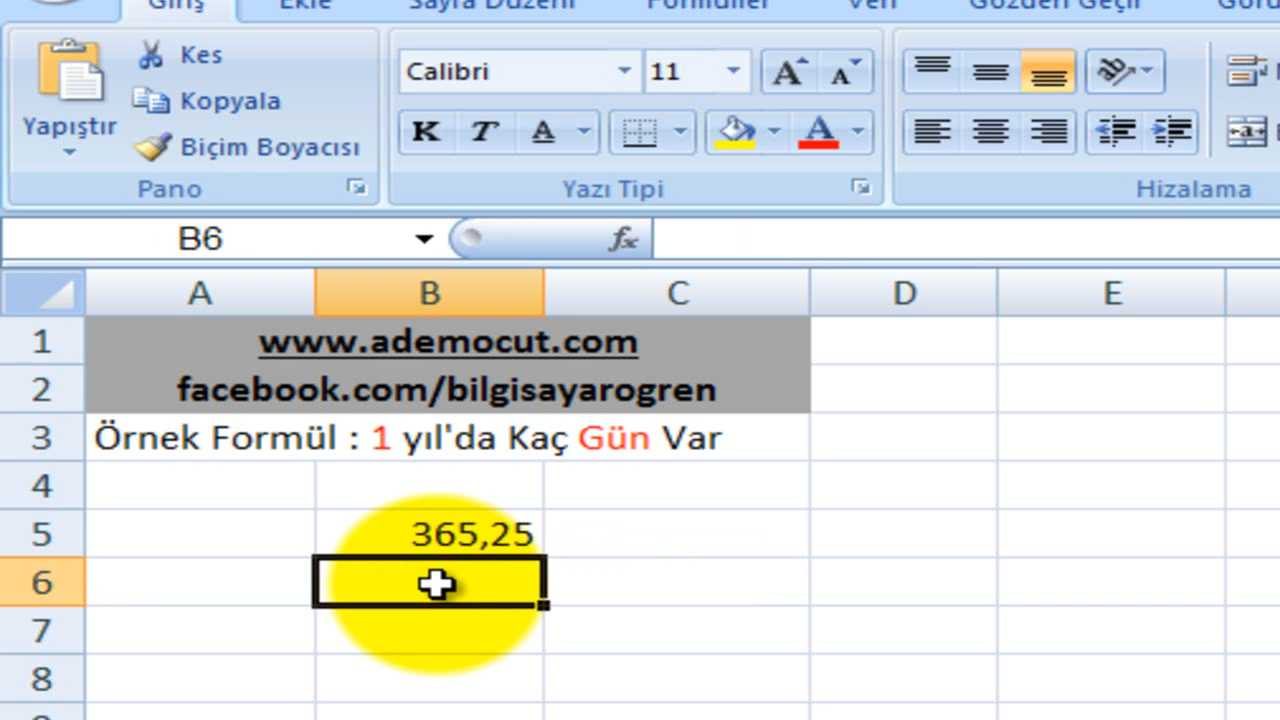 Giriş Ekle Sayfa Düzeni Formüller Veri Gözden Geçir
Yapıştır
Kes
Kopyala
Biçim Boyacısı
Pano
Calibri 11 A A
K T A A
Yazı Tipi
Hizalama
B6 fx
A B C D E
1 www.ademocut.com
2 facebook.com/bilgisayarogren
3 Örnek Formül : 1 yıl'da Kaç Gün Var
4
5 365,25
6
7
8